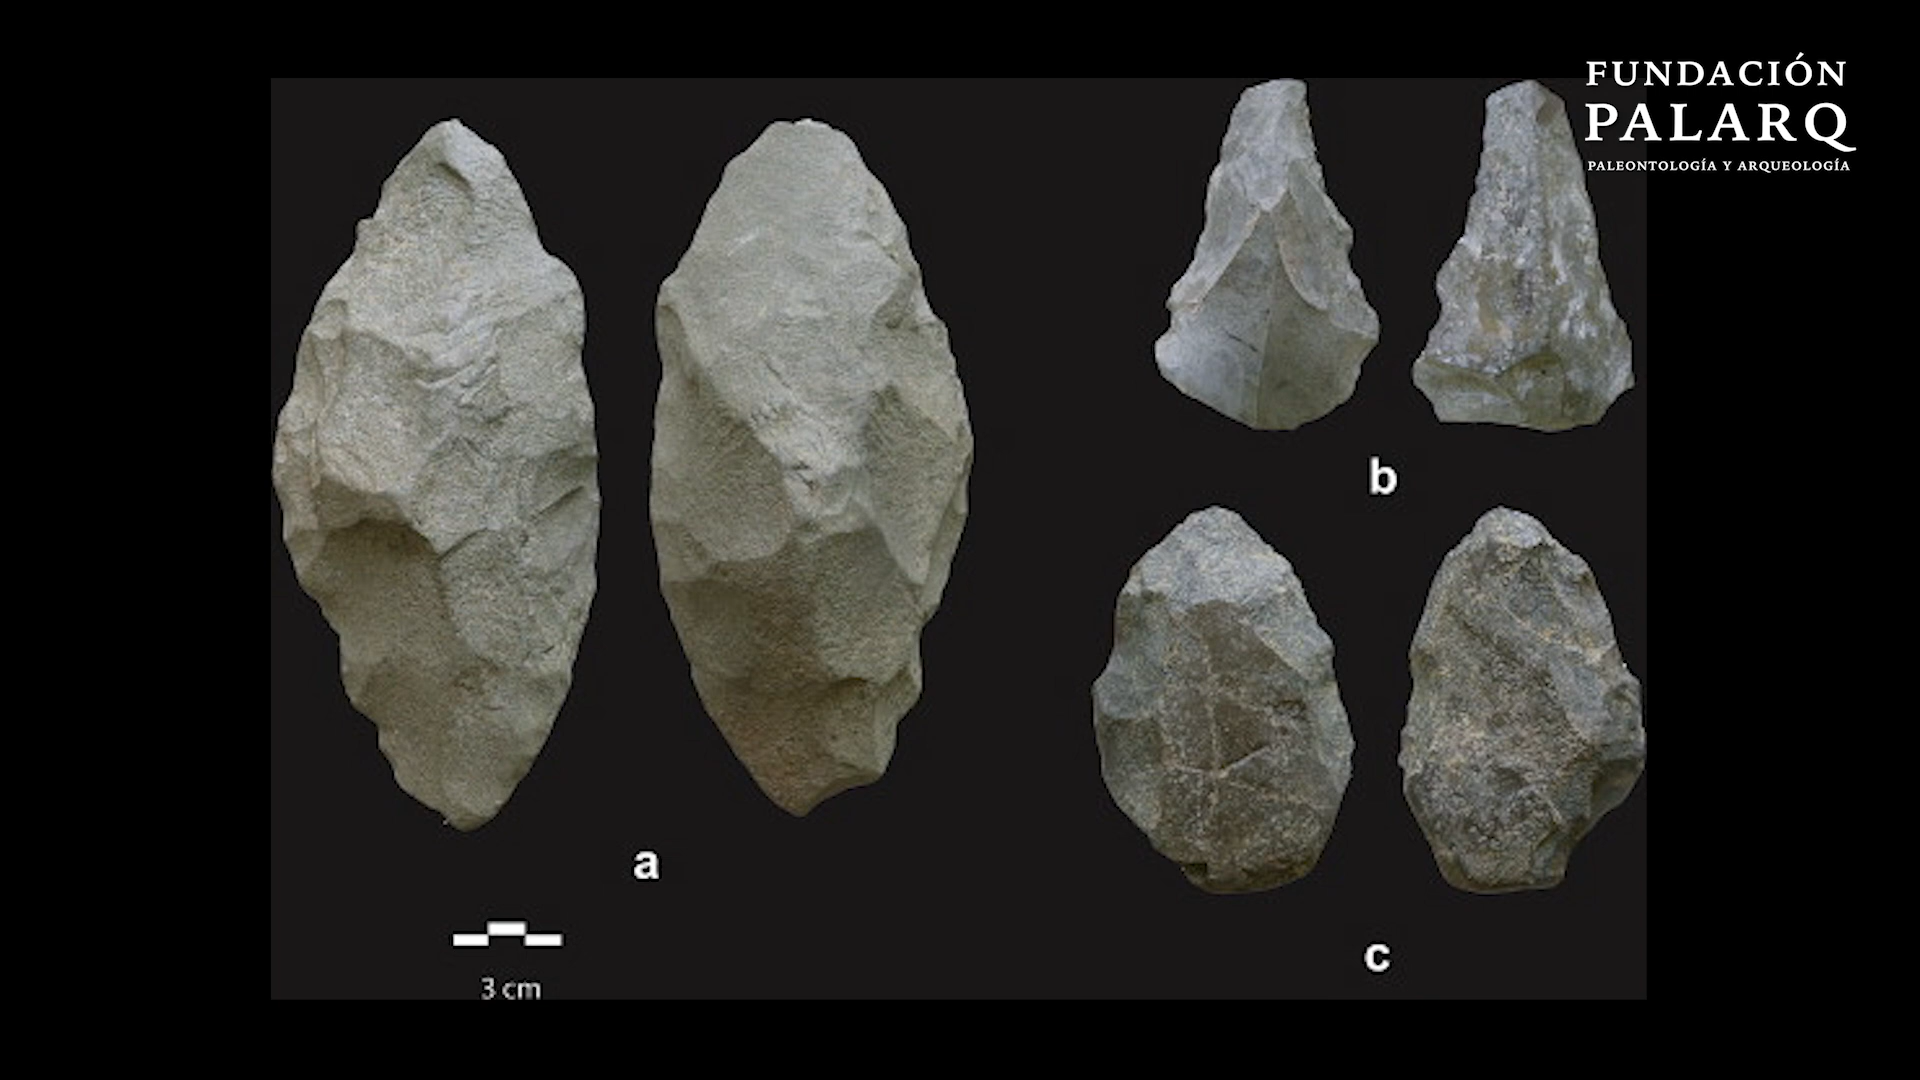 FUNDACIÓN
PALARQ
PALEONTOLOGÍA Y ARQUEOLOGÍA
b
a
c
3 cm